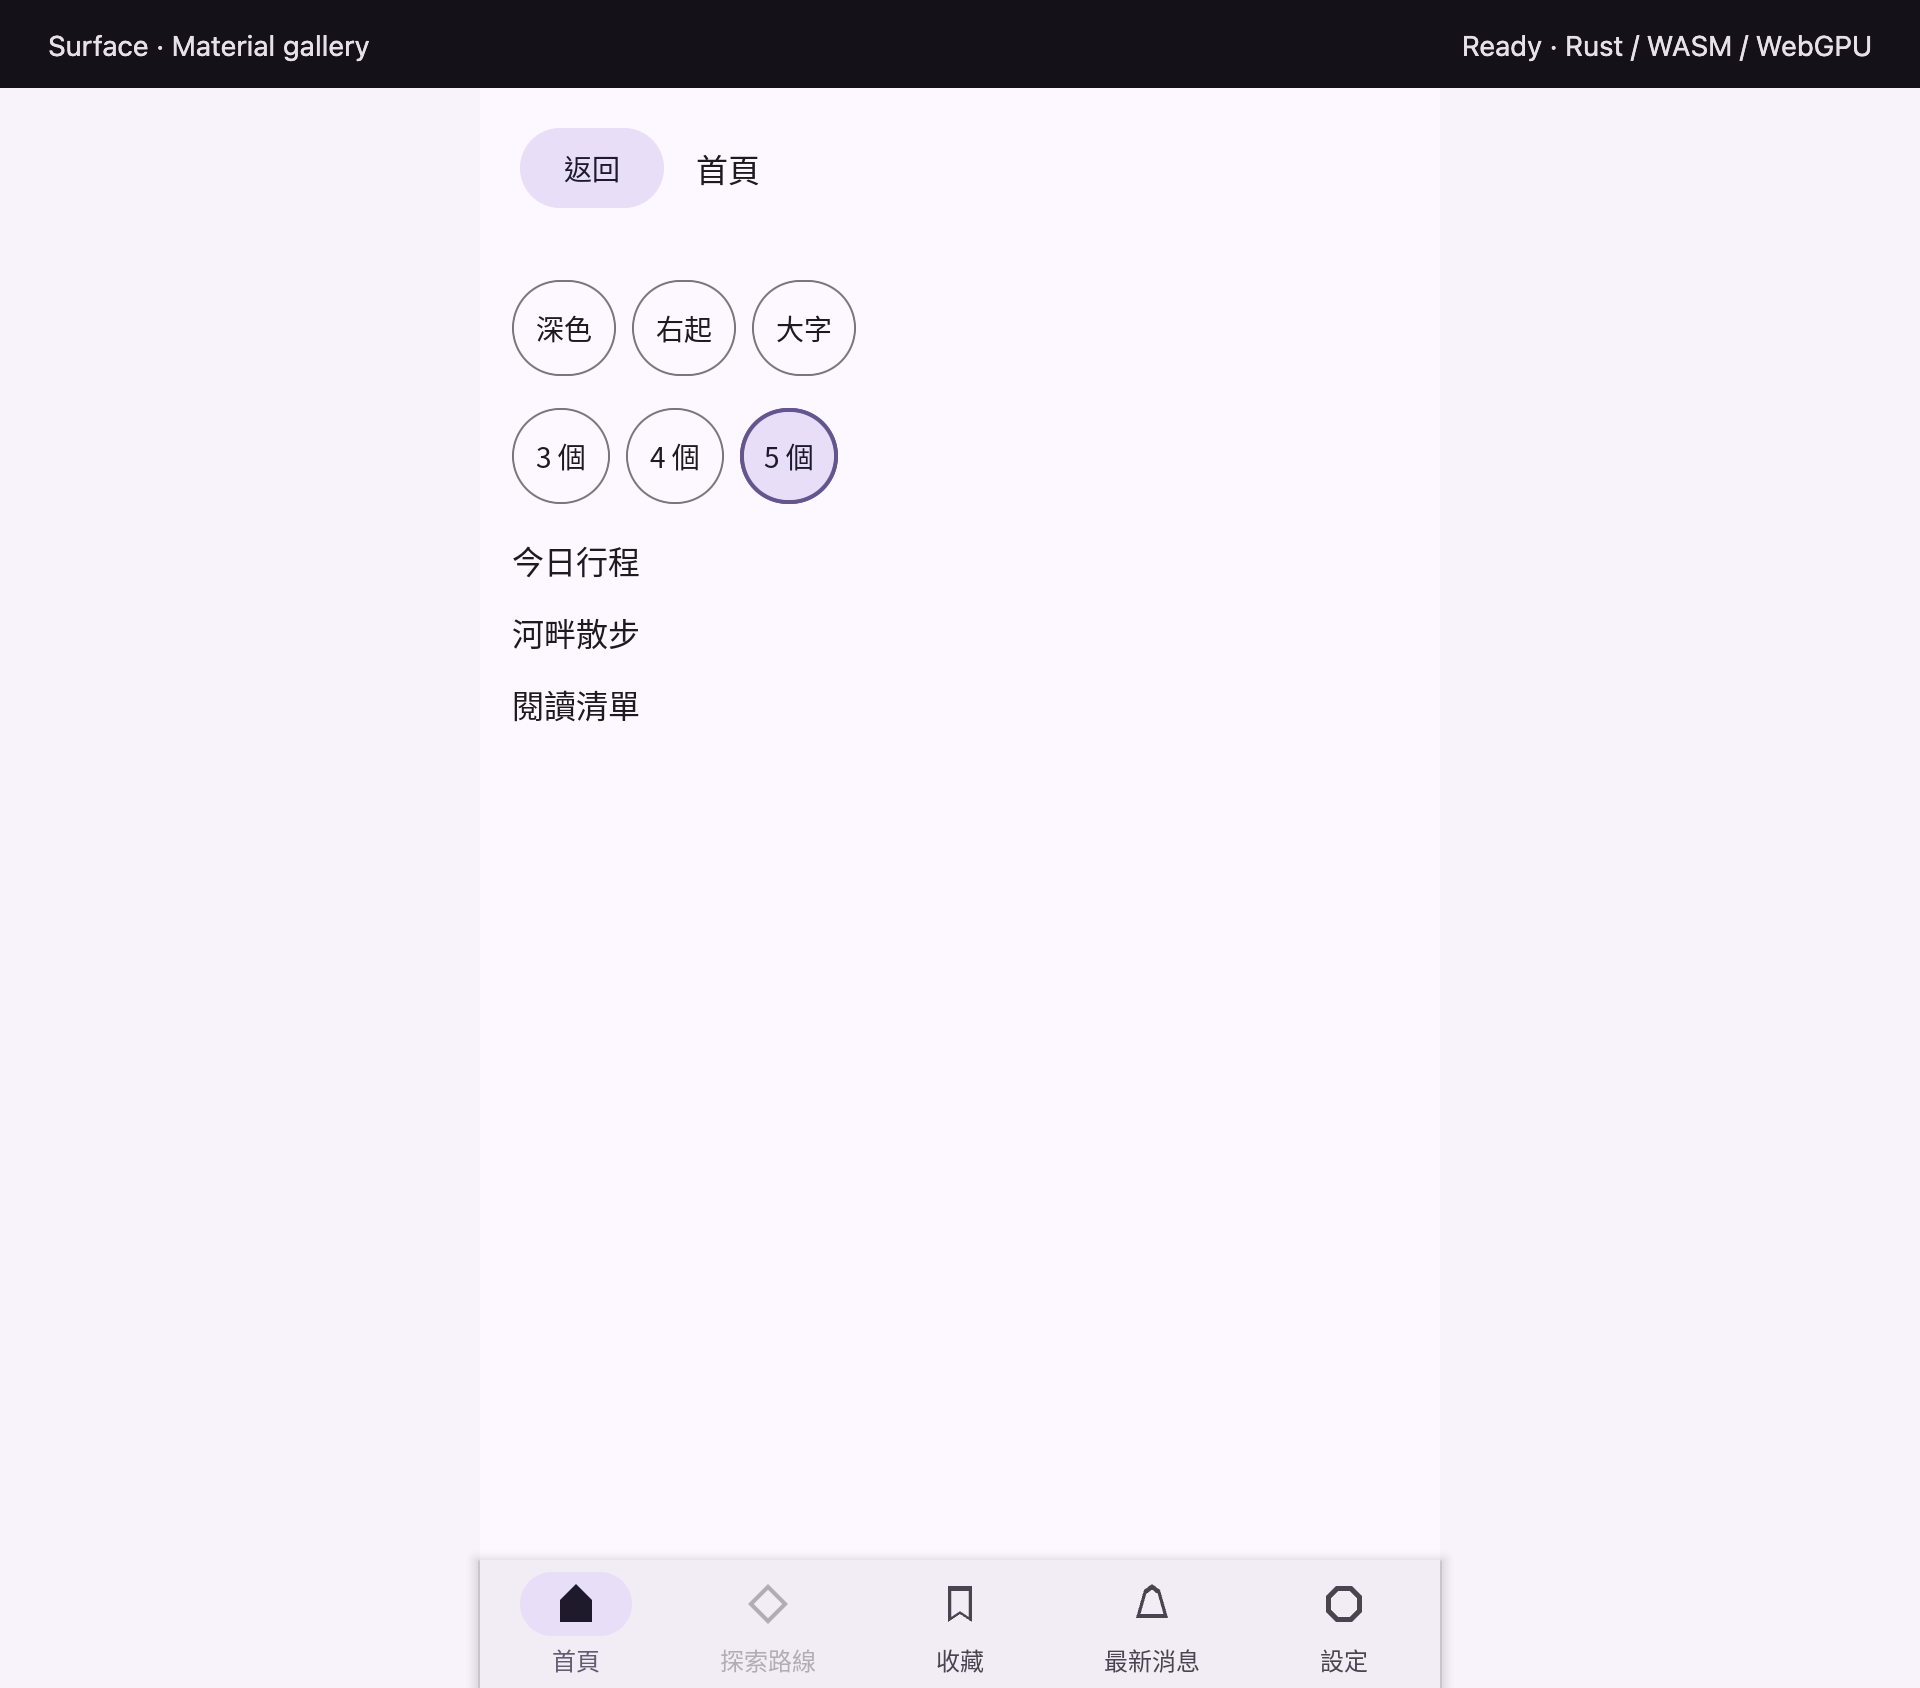 Surface · Material gallery
Ready · Rust / WASM / WebGPU
返回
首頁
深色
右起
大字
3 個
4 個
5 個
今日行程
河畔散步
閱讀清單
首頁
探索路線
收藏
最新消息
設定